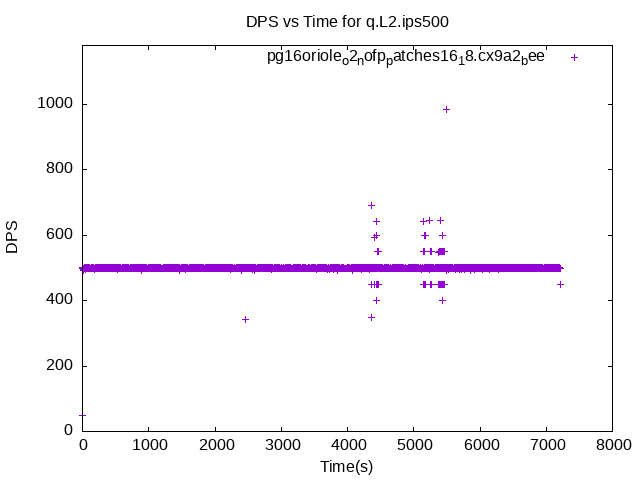 DPS vs Time for q.L2.ips500
pg16oriole_o2_nofp_patches16_18.cx9a2_bee
1000
800
600
400
200
0
DPS
0 1000 2000 3000 4000 5000 6000 7000 8000
Time(s)